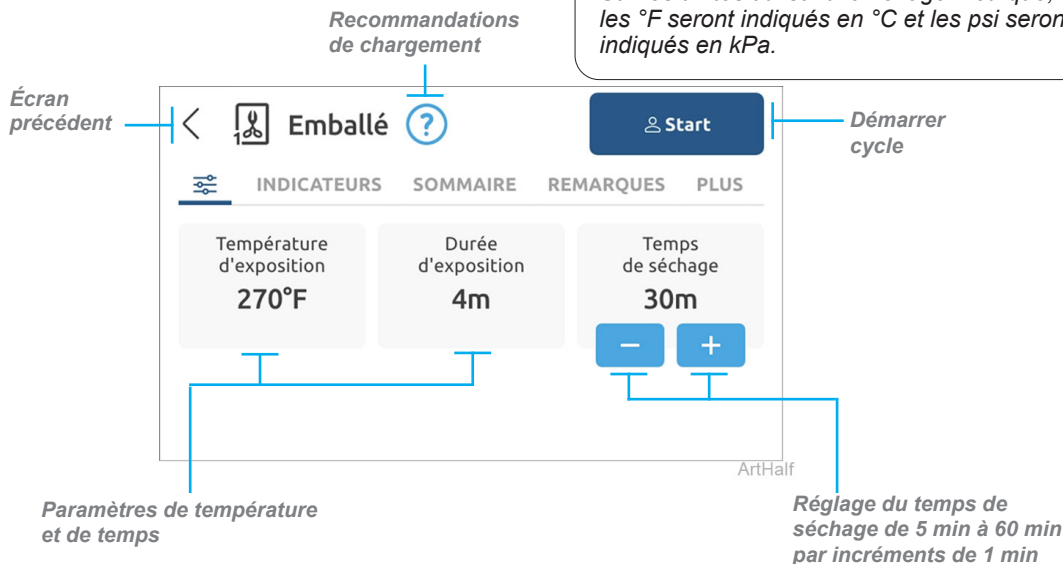 les °F seront indiqués en °C et les psi seront
indiqués en kPa.
Recommandations
de chargement
Écran
précédent
1
Emballé
?
Start
Démarrer
cycle
INDICATEURS
SOMMAIRE
REMARQUES
PLUS
Température
d'exposition
270°F
Durée
d'exposition
4m
Temps
de séchage
30m
−
+
ArtHalf
Paramètres de température
et de temps
Réglage du temps de
séchage de 5 min à 60 min
par incréments de 1 min